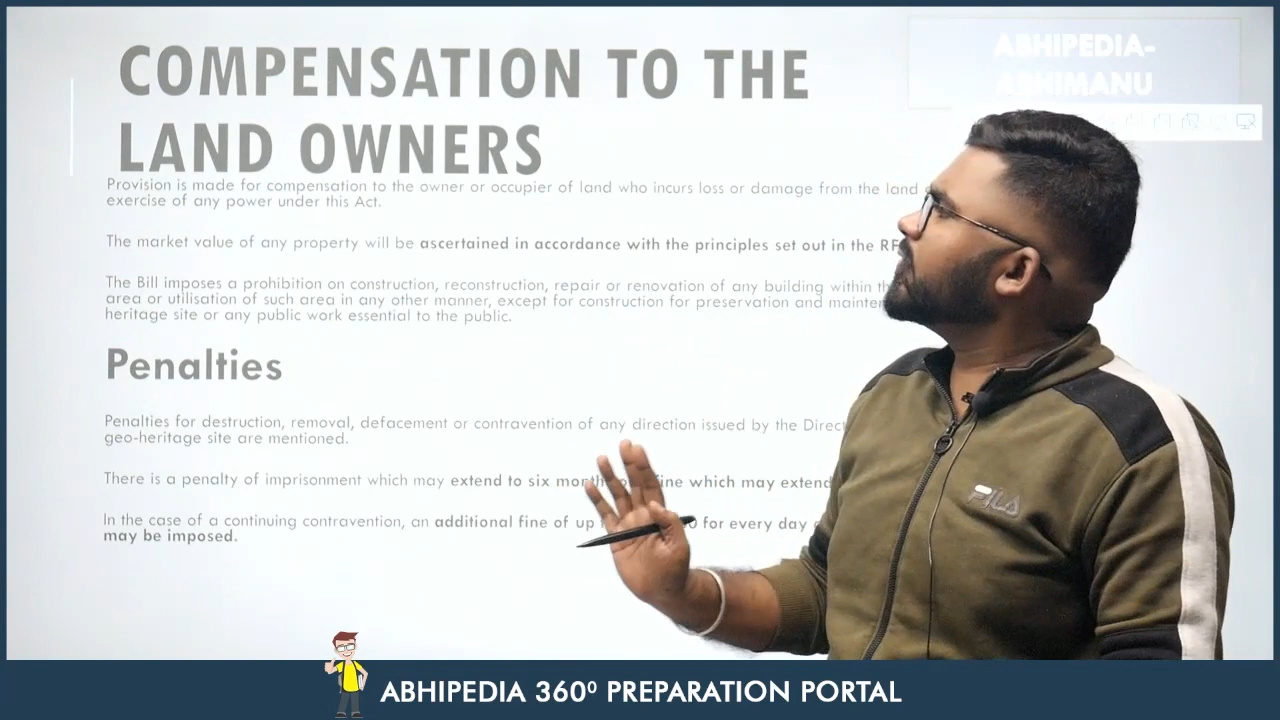 COMPENSATION TO THE
LAND OWNERS
ABHIPEDIA-
ABHIMANU
Provision is made for compensation to the owner or occupier of land who incurs loss or damage from the land
exercise of any power under this Act.
The market value of any property will be ascertained in accordance with the principles set out in the
The Bill imposes a prohibition on construction, reconstruction, repair or renovation of any building within
area or utilisation of such area in any other manner, except for construction for preservation and
heritage site or any public work essential to the public.
Penalties
Penalties for destruction, removal, defacement or contravention of any direction issued by the
geo-heritage site are mentioned.
There is a penalty of imprisonment which may extend to six which may extend
In the case of a continuing contravention, an additional fine of up for every day
may be imposed.
FILA
ABHIPEDIA 360⁰ PREPARATION PORTAL